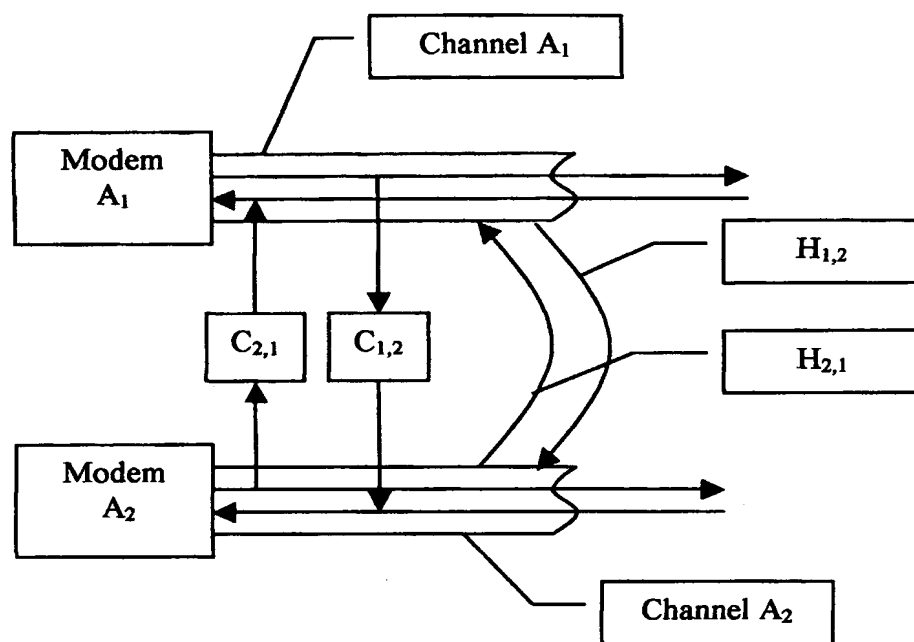 Channel A₁
Modem
A₁
H₁,₂
C₂,₁
C₁,₂
H₂,₁
Modem
A₂
Channel A₂